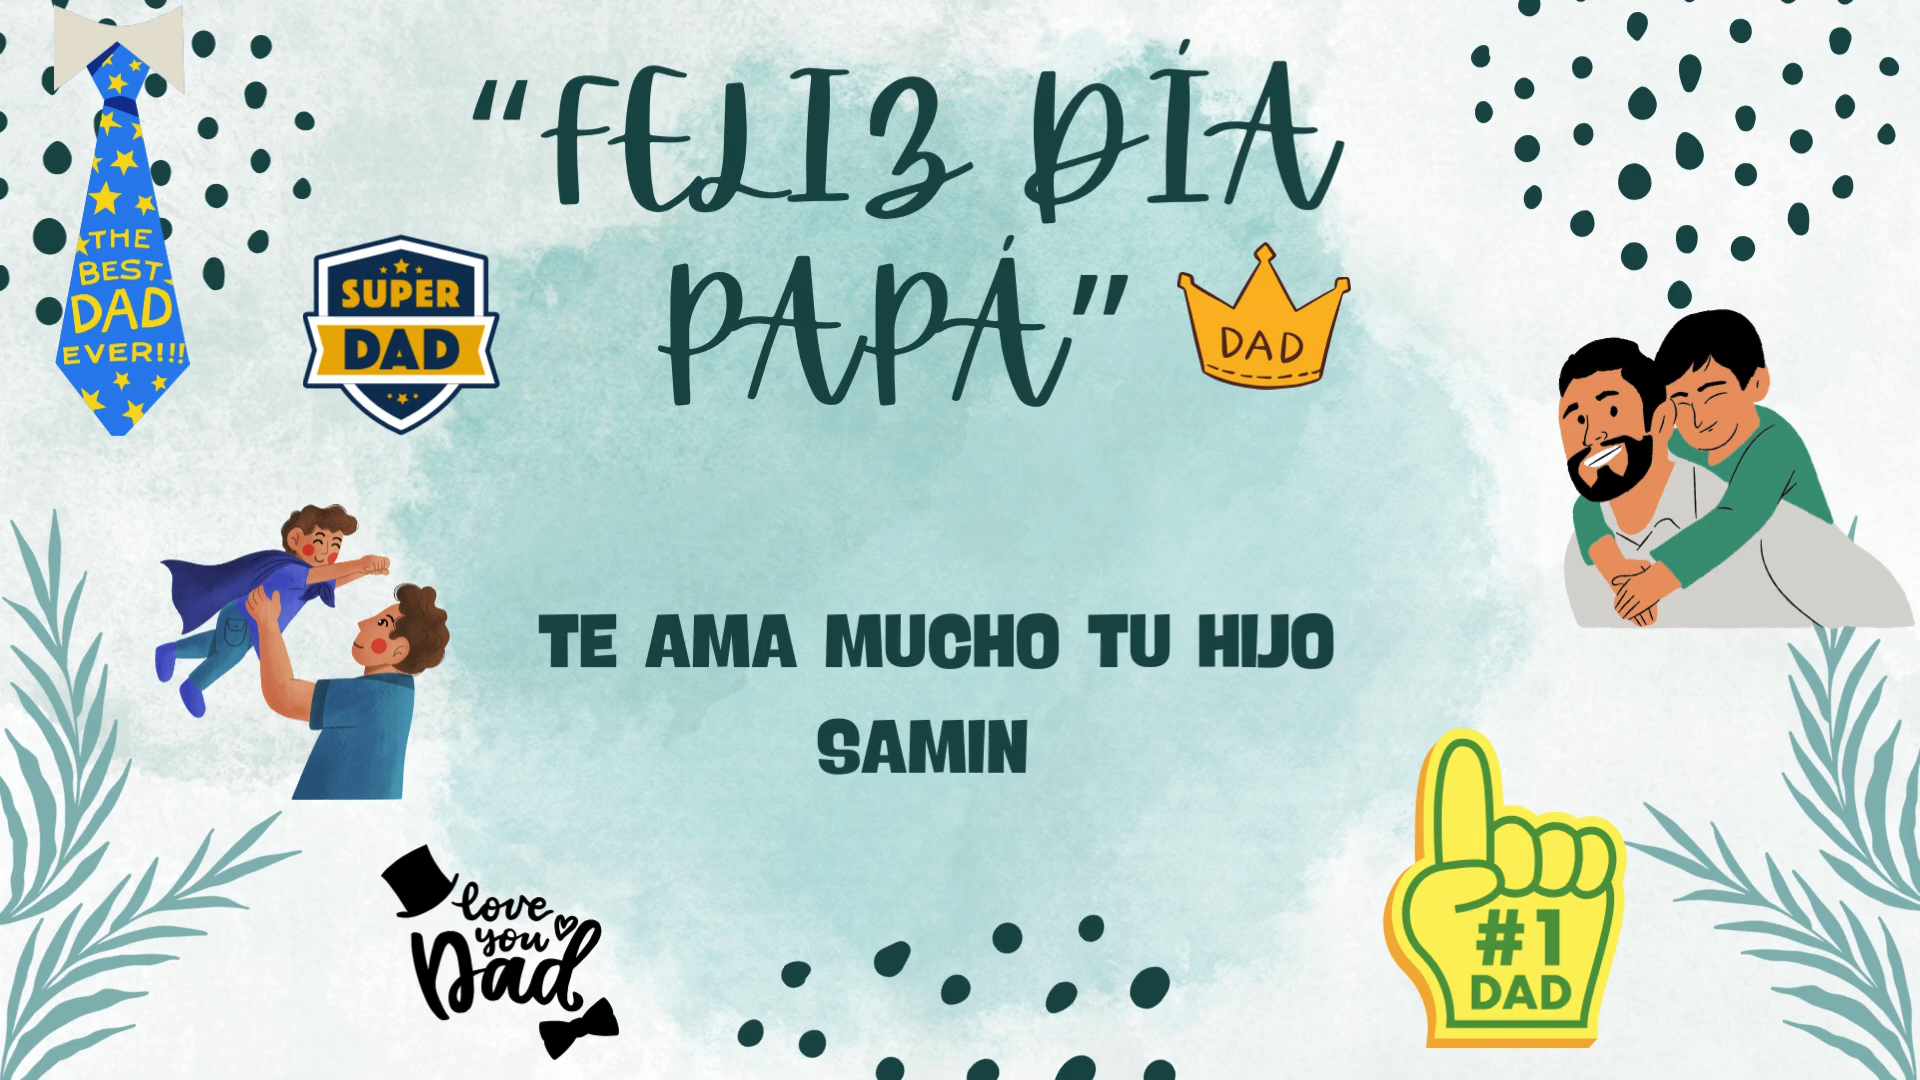 “FELIZ DÍA
PAPÁ”
THE
BEST
DAD
EVER!!!
SUPER
DAD
DAD
TE AMA MUCHO TU HIJO
SAMIN
love
you
Dad
#1
DAD